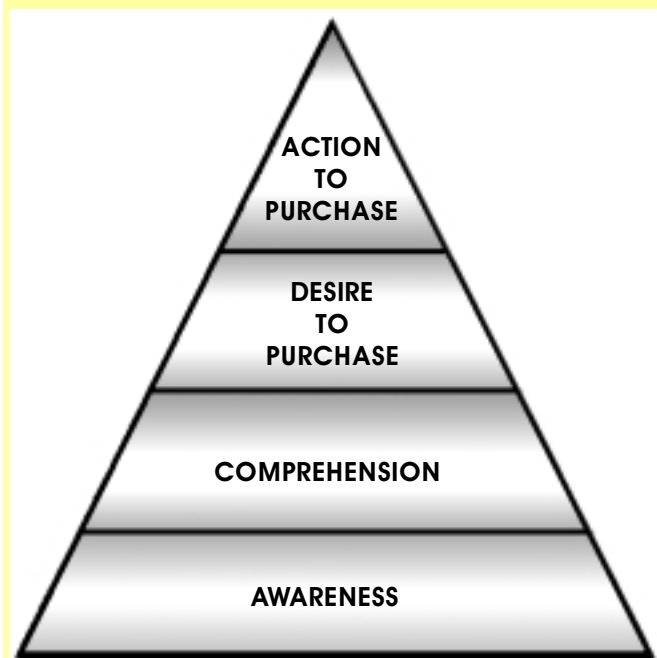 ACTION
TO
PURCHASE
DESIRE
TO
PURCHASE
COMPREHENSION
AWARENESS